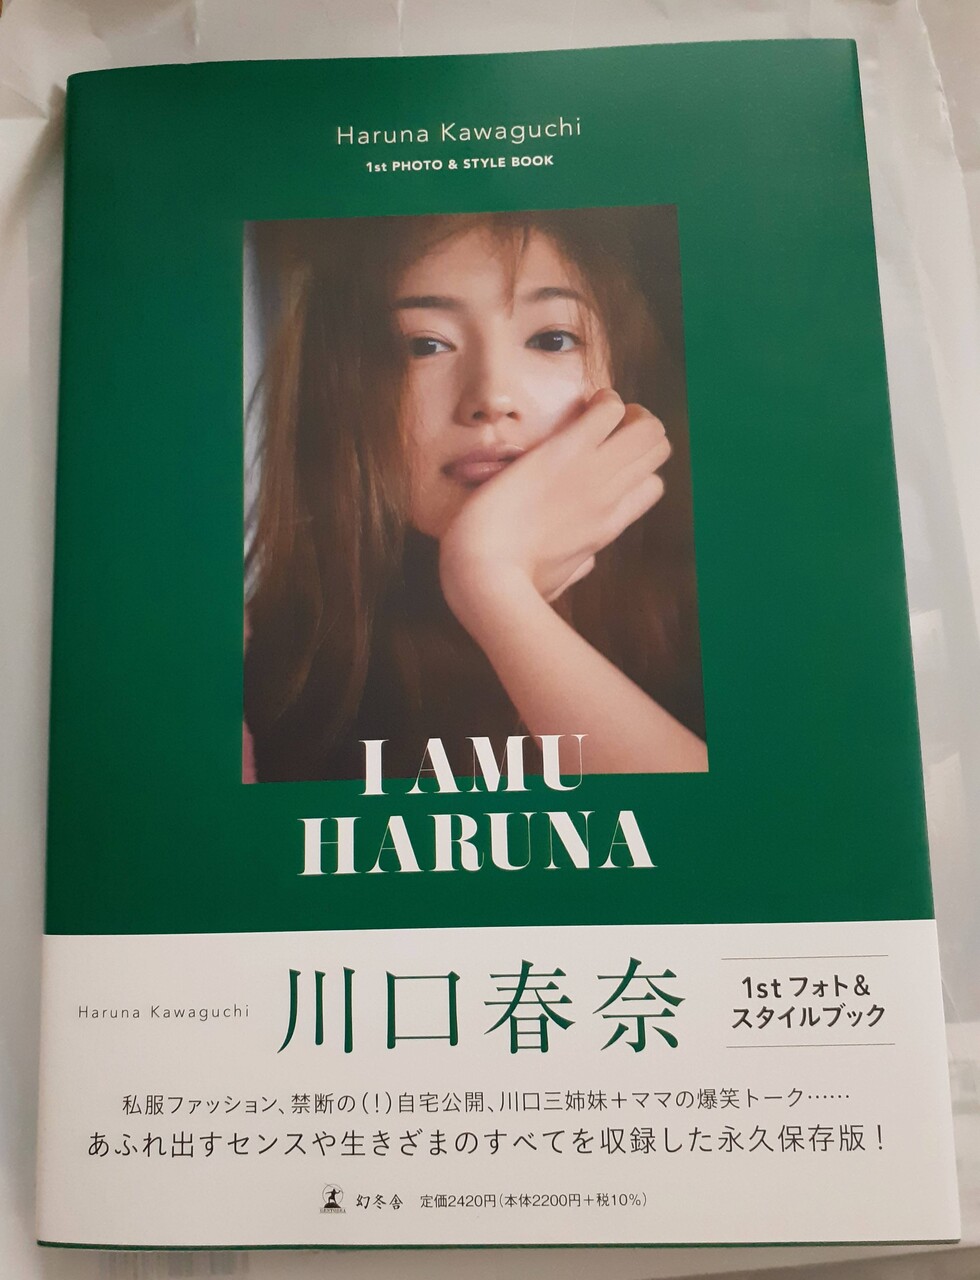 Haruna Kawaguchi
1st PHOTO & STYLE BOOK
I AMU
HARUNA
Haruna Kawaguchi
川口春奈
1st フォト&
スタイルブック
私服ファッション、禁断の(!)自宅公開、川口三姉妹+ママの爆笑トーク……
あふれ出すセンスや生きざまのすべてを収録した永久保存版!
GENTOSHA
幻冬舎 定価2420円(本体2200円+税10%)